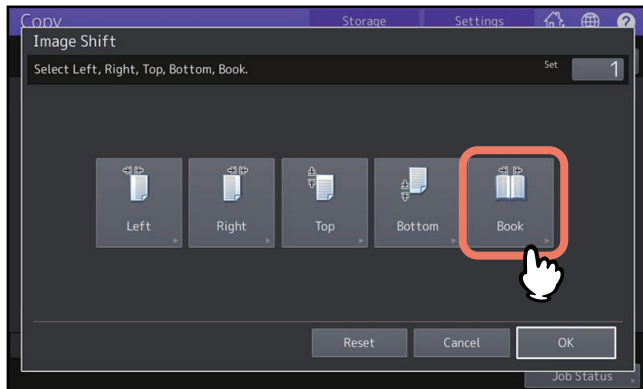 Copy
Storage
Settings
?
Image Shift
Select Left, Right, Top, Bottom, Book.
Set
1
Left
Right
Top
Bottom
Book
Reset
Cancel
OK
Job Status